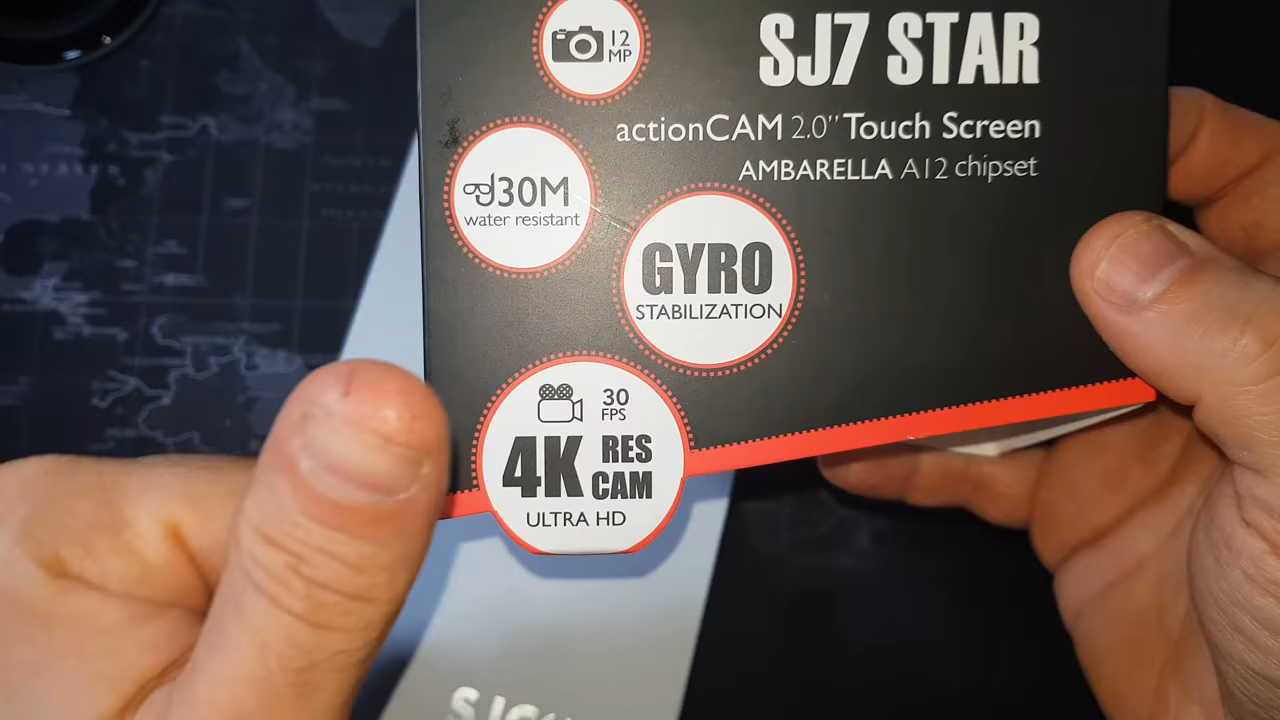 12
MP
SJ7 STAR
actionCAM 2.0" Touch Screen
AMBARELLA A12 chipset
30M
water resistant
GYRO
STABILIZATION
30
FPS
4K RES
CAM
ULTRA HD